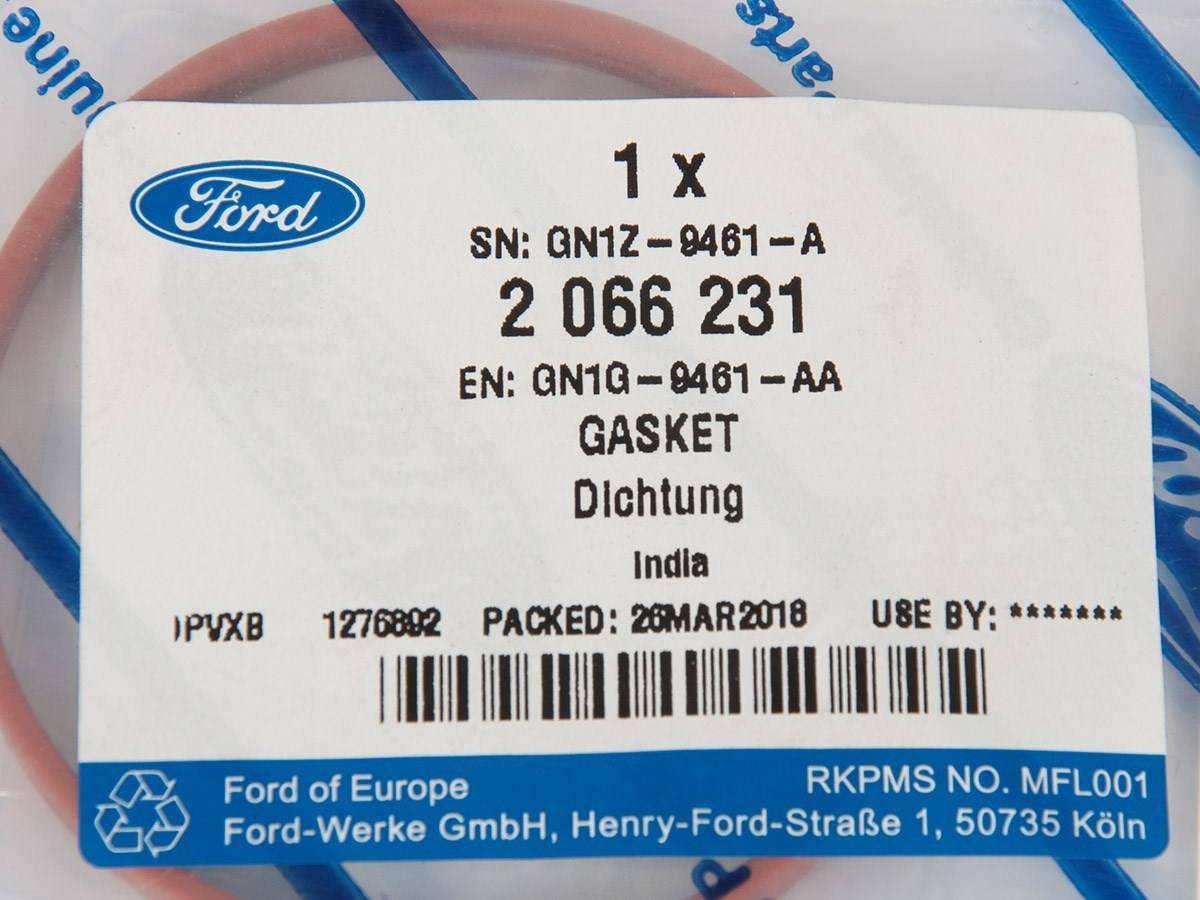 Ford
1 x
SN: GN1Z-9461-A
2 066 231
EN: GN1G-9461-AA
GASKET
Dichtung
India
PVXB 1276892 PACKED: 26MAR2018 USE BY: *******
Ford of Europe
RKPMS NO. MFL001
Ford-Werke GmbH, Henry-Ford-Straße 1, 50735 Köln